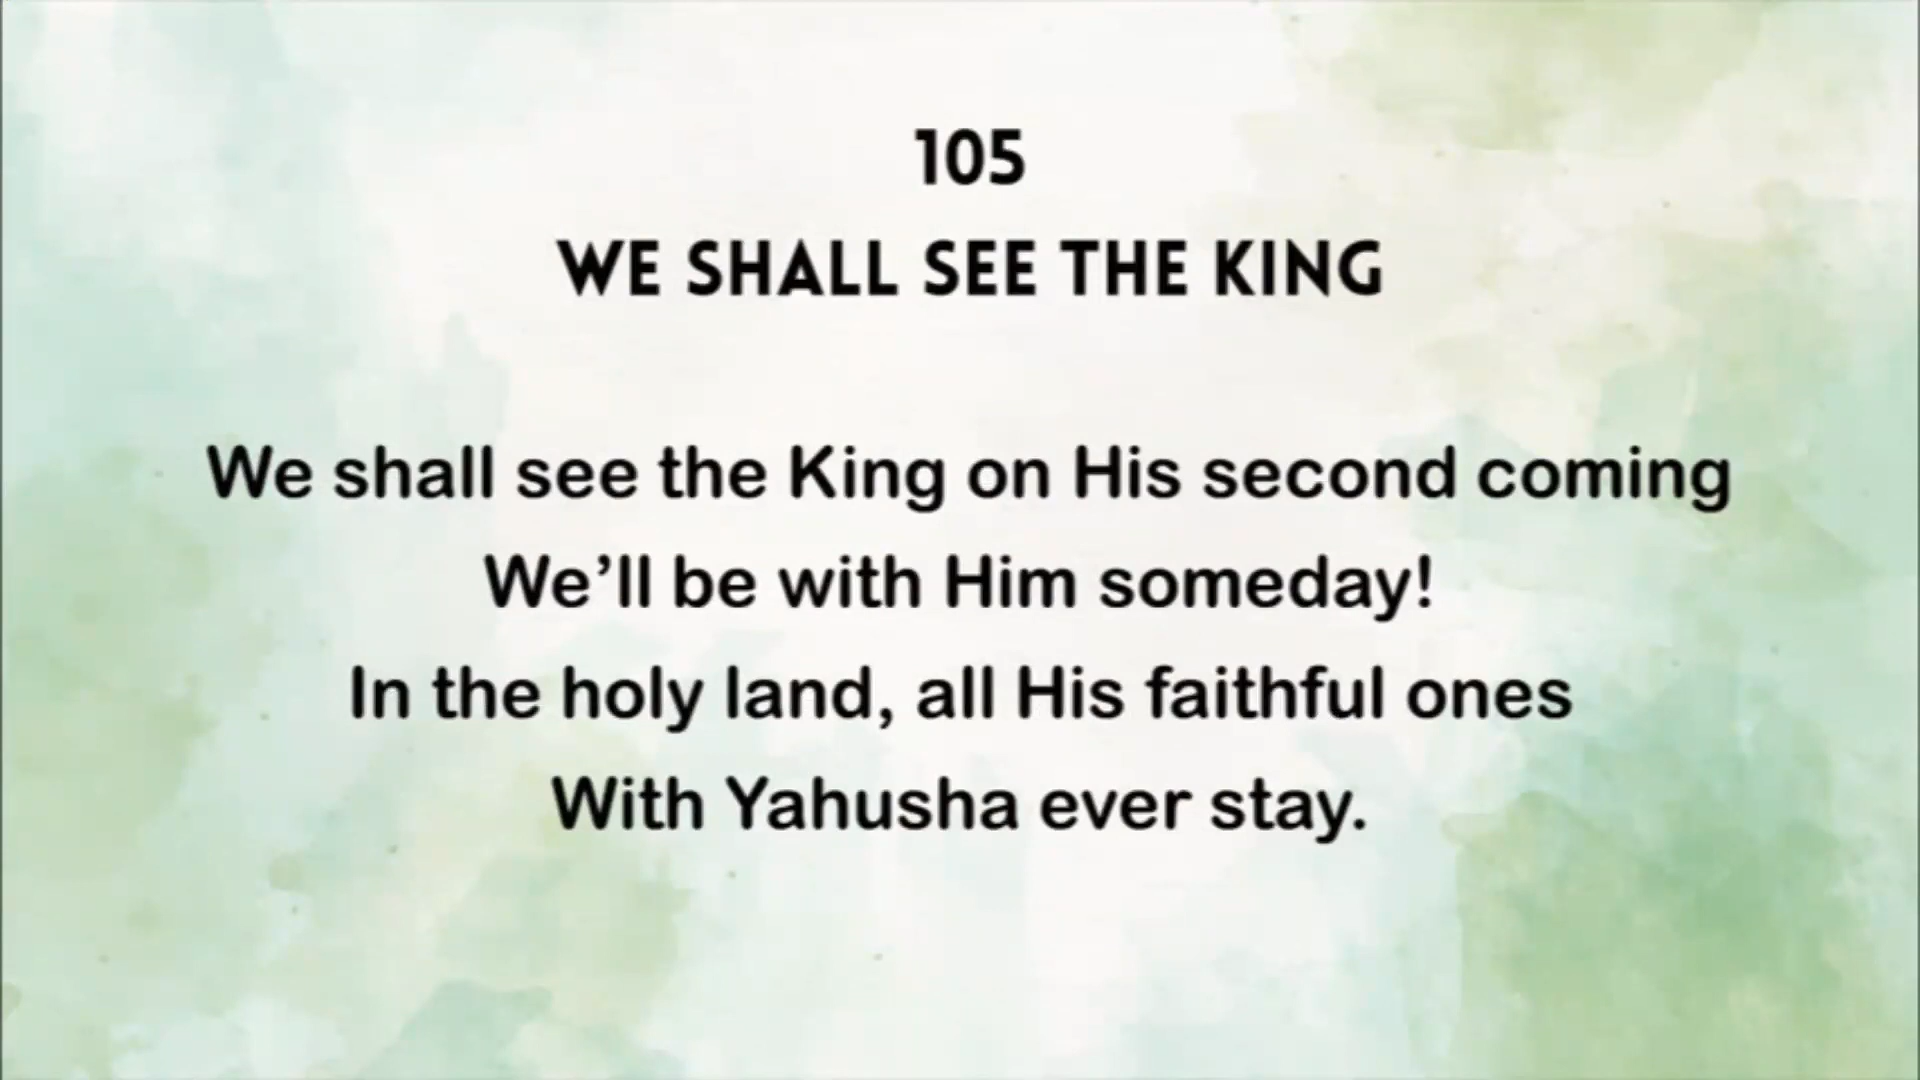 105
WE SHALL SEE THE KING
We shall see the King on His second coming
We’ll be with Him someday!
In the holy land, all His faithful ones
With Yahusha ever stay.